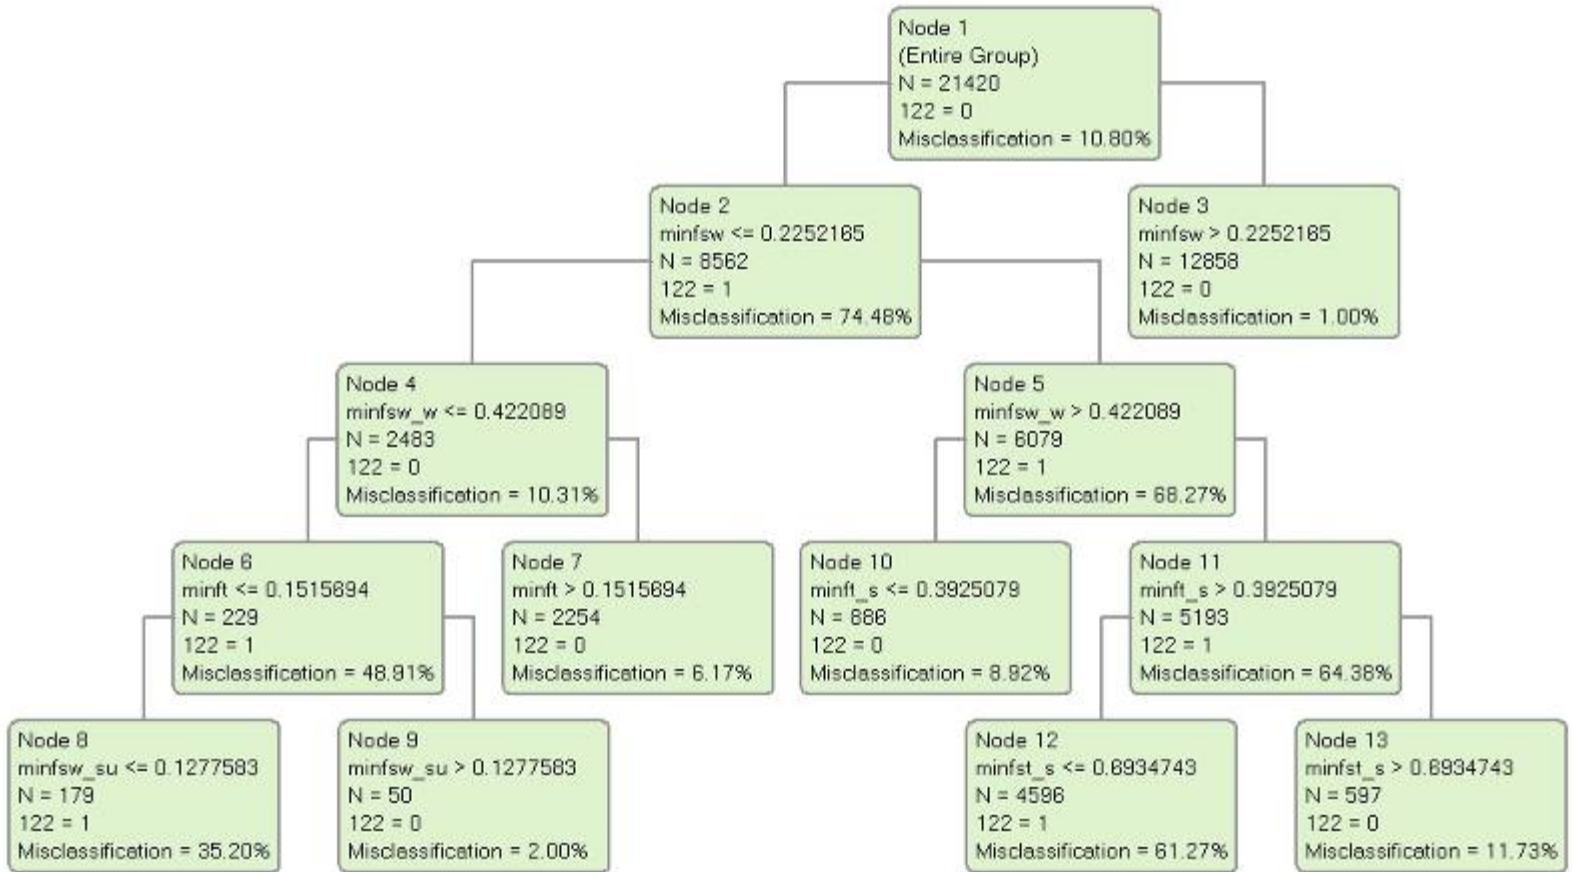 Node 1
(Entire Group)
N = 21420
122 = 0
Misclassification = 10.80%
Node 2
minfsw <= 0.2252165
N = 8562
122 = 1
Misclassification = 74.48%
Node 3
minfsw > 0.2252165
N = 12858
122 = 0
Misclassification = 1.00%
Node 4
minfsw_w <= 0.422089
N = 2483
122 = 0
Misclassification = 10.31%
Node 5
minfsw_w > 0.422089
N = 6079
122 = 1
Misclassification = 68.27%
Node 6
minft <= 0.1515694
N = 229
122 = 1
Misclassification = 48.91%
Node 7
minft > 0.1515694
N = 2254
122 = 0
Misclassification = 6.17%
Node 10
minft_s <= 0.3925079
N = 886
122 = 0
Misclassification = 8.92%
Node 11
minft_s > 0.3925079
N = 5193
122 = 1
Misclassification = 64.38%
Node 8
minfsw_su <= 0.1277583
N = 179
122 = 1
Misclassification = 35.20%
Node 9
minfsw_su > 0.1277583
N = 50
122 = 0
Misclassification = 2.00%
Node 12
minfst_s <= 0.6934743
N = 4596
122 = 1
Misclassification = 61.27%
Node 13
minfst_s > 0.6934743
N = 597
122 = 0
Misclassification = 11.73%